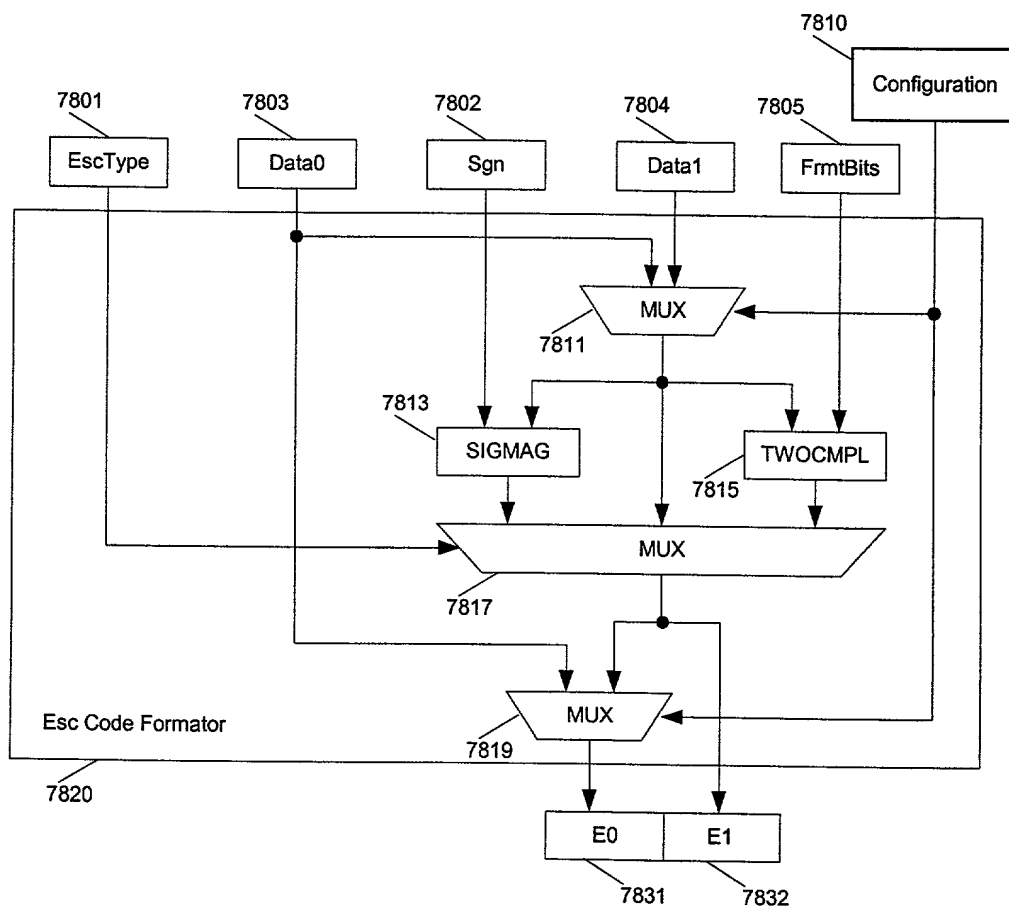 7810
Configuration
7801
7803
7802
7804
7805
EscType
Data0
Sgn
Data1
FrmtBits
MUX
7811
7813
SIGMAG
TWOCMPL
7815
MUX
7817
Esc Code Formator
MUX
7819
7820
E0
E1
7831
7832